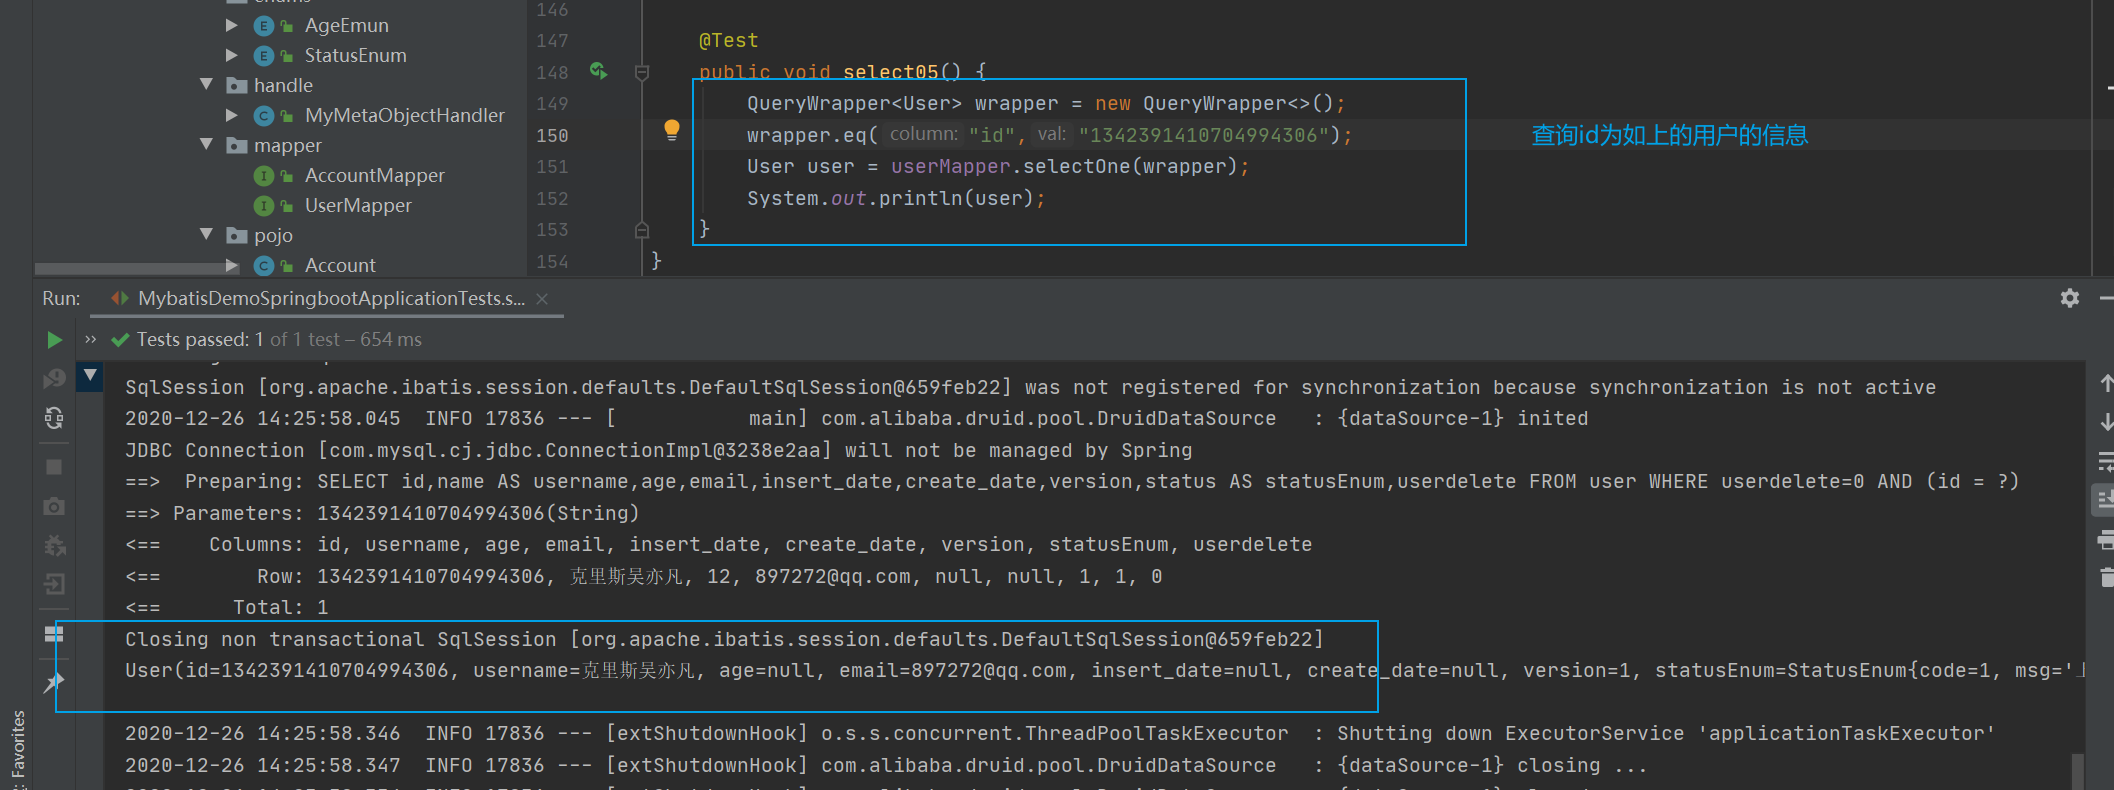 enums
AgeEmun
StatusEnum
handle
MyMetaObjectHandler
mapper
AccountMapper
UserMapper
pojo
Account
146
147 @Test
148 public void select05() {
149 QueryWrapper<User> wrapper = new QueryWrapper<>();
150 wrapper.eq( column: "id", val: "1342391410704994306");
查询id为如上的用户的信息
151 User user = userMapper.selectOne(wrapper);
152 System.out.println(user);
153 }
154 }
Run: MybatisDemoSpringbootApplicationTests.s...
Tests passed: 1 of 1 test – 654 ms
SqlSession [org.apache.ibatis.session.defaults.DefaultSqlSession@659feb22] was not registered for synchronization because synchronization is not active
2020-12-26 14:25:58.045 INFO 17836 --- [ main] com.alibaba.druid.pool.DruidDataSource : {dataSource-1} inited
JDBC Connection [com.mysql.cj.jdbc.ConnectionImpl@3238e2aa] will not be managed by Spring
==> Preparing: SELECT id,name AS username,age,email,insert_date,create_date,version,status AS statusEnum,userdelete FROM user WHERE userdelete=0 AND (id = ?)
==> Parameters: 1342391410704994306(String)
<== Columns: id, username, age, email, insert_date, create_date, version, statusEnum, userdelete
<== Row: 1342391410704994306, 克里斯吴亦凡, 12, 897272@qq.com, null, null, 1, 1, 0
<== Total: 1
Closing non transactional SqlSession [org.apache.ibatis.session.defaults.DefaultSqlSession@659feb22]
User(id=1342391410704994306, username=克里斯吴亦凡, age=null, email=897272@qq.com, insert_date=null, create_date=null, version=1, statusEnum=StatusEnum{code=1, msg='
2020-12-26 14:25:58.346 INFO 17836 --- [extShutdownHook] o.s.s.concurrent.ThreadPoolTaskExecutor : Shutting down ExecutorService 'applicationTaskExecutor'
2020-12-26 14:25:58.347 INFO 17836 --- [extShutdownHook] com.alibaba.druid.pool.DruidDataSource : {dataSource-1} closing ...
Favorites